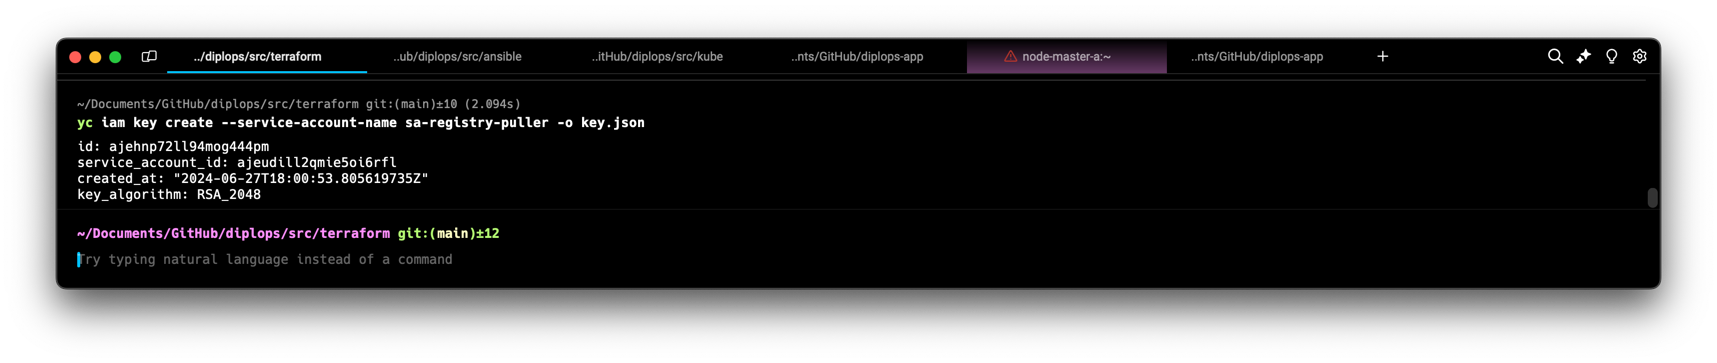 ../diplops/src/terraform
..ub/diplops/src/ansible
..itHub/diplops/src/kube
..nts/GitHub/diplops-app
node-master-a:~
..nts/GitHub/diplops-app
~/Documents/GitHub/diplops/src/terraform git:(main)±10 (2.094s)
yc iam key create --service-account-name sa-registry-puller -o key.json
id: ajehnp72ll94mog444pm
service_account_id: ajeudill2qmie5oi6rfl
created_at: "2024-06-27T18:00:53.805619735Z"
key_algorithm: RSA_2048
~/Documents/GitHub/diplops/src/terraform git:(main)±12
Try typing natural language instead of a command